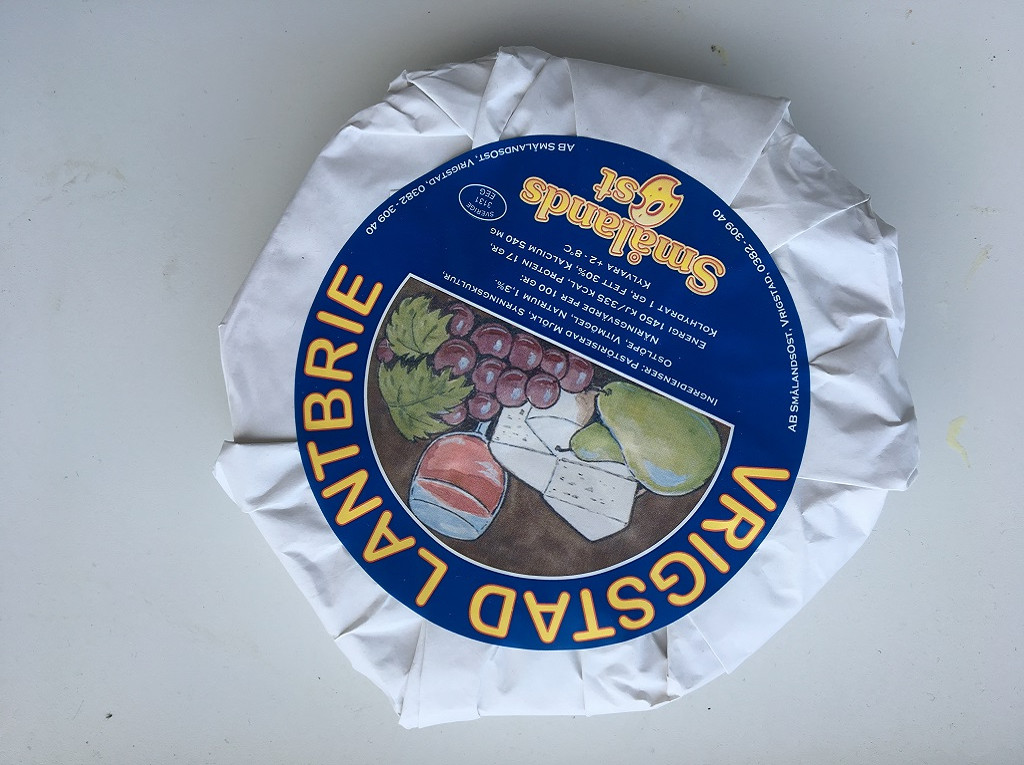 VRIGSTAD LANTBRIE
INGREDIENSER: PASTÖRISERAD MJÖLK, SYRNINGSKULTUR,
OSTLÖPE, VITMÖGEL, NATRIUM 1,3%.
NÄRINGSVÄRDE PER 100 GR:
ENERGI 1450 KJ/335 KCAL, PROTEIN 17 GR,
KOLHYDRAT 1 GR, FETT 30%, KALCIUM 540 MG
KYLVARA +2 - 8°C
Smålands
Ost
SVERIGE
3131
EEG
AB SMÅLANDSOST, VRIGSTAD, 0382 - 309 40
AB SMÅLANDSOST, VRIGSTAD, 0382 - 309 40